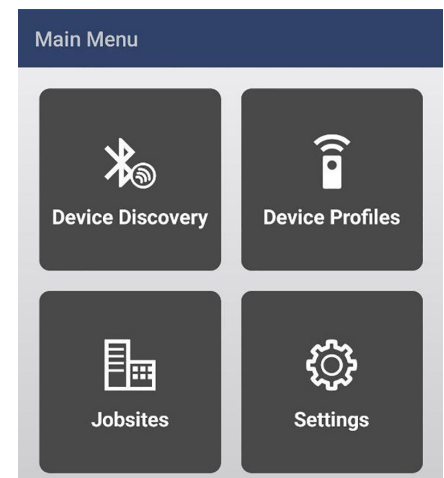 Main Menu
Device Discovery
Device Profiles
Jobsites
Settings